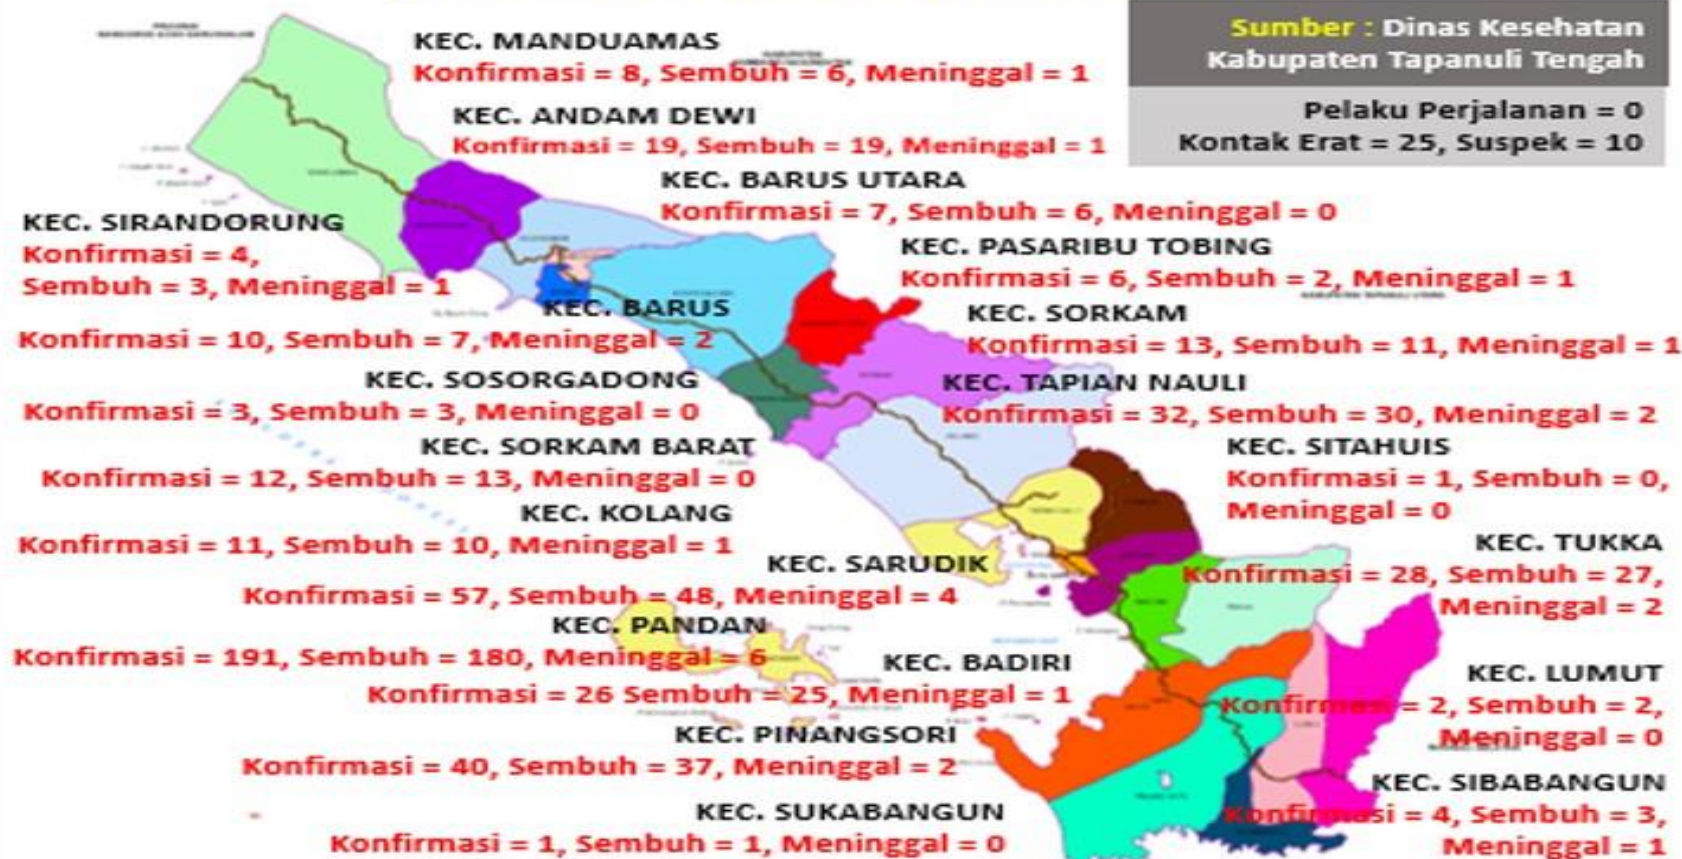 KEC. MANDUAMAS
Konfirmasi = 8, Sembuh = 6, Meninggal = 1
Sumber : Dinas Kesehatan
Kabupaten Tapanuli Tengah
Pelaku Perjalanan = 0
Kontak Erat = 25, Suspek = 10
KEC. ANDAM DEWI
Konfirmasi = 19, Sembuh = 19, Meninggal = 1
KEC. BARUS UTARA
Konfirmasi = 7, Sembuh = 6, Meninggal = 0
KEC. SIRANDORUNG
Konfirmasi = 4,
Sembuh = 3, Meninggal = 1
KEC. PASARIBU TOBING
Konfirmasi = 6, Sembuh = 2, Meninggal = 1
KEC. BARUS
Konfirmasi = 10, Sembuh = 7, Meninggal = 2
KEC. SORKAM
Konfirmasi = 13, Sembuh = 11, Meninggal = 1
KEC. SOSORGADONG
Konfirmasi = 3, Sembuh = 3, Meninggal = 0
KEC. TAPIAN NAULI
Konfirmasi = 32, Sembuh = 30, Meninggal = 2
KEC. SORKAM BARAT
Konfirmasi = 12, Sembuh = 13, Meninggal = 0
KEC. SITAHUIS
Konfirmasi = 1, Sembuh = 0,
Meninggal = 0
KEC. KOLANG
Konfirmasi = 11, Sembuh = 10, Meninggal = 1
KEC. TUKKA
Konfirmasi = 28, Sembuh = 27,
Meninggal = 2
KEC. SARUDIK
Konfirmasi = 57, Sembuh = 48, Meninggal = 4
KEC. PANDAN
Konfirmasi = 191, Sembuh = 180, Meninggal = 6
KEC. BADIRI
Konfirmasi = 26 Sembuh = 25, Meninggal = 1
KEC. LUMUT
Konfirmasi = 2, Sembuh = 2,
Meninggal = 0
KEC. PINANGSORI
Konfirmasi = 40, Sembuh = 37, Meninggal = 2
KEC. SIBABANGUN
Konfirmasi = 4, Sembuh = 3,
Meninggal = 1
KEC. SUKABANGUN
Konfirmasi = 1, Sembuh = 1, Meninggal = 0